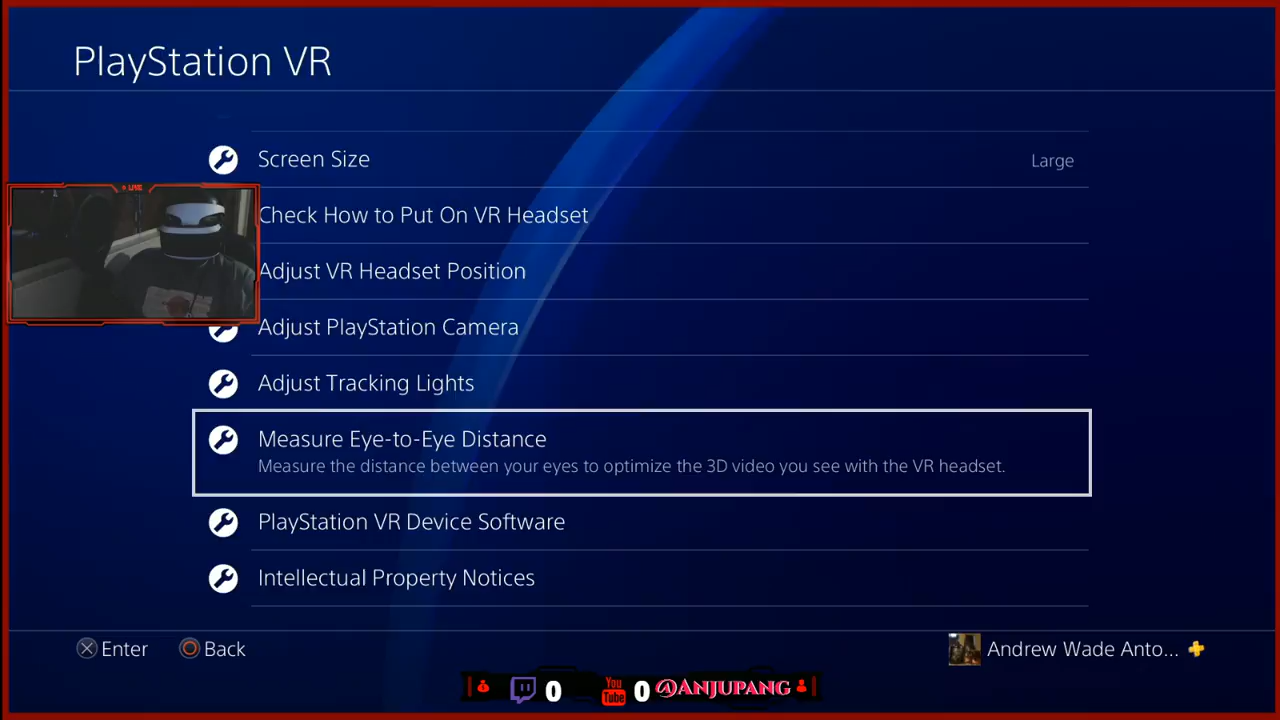 PlayStation VR
Screen Size Large
Check How to Put On VR Headset
Adjust VR Headset Position
Adjust PlayStation Camera
Adjust Tracking Lights
Measure Eye-to-Eye Distance
Measure the distance between your eyes to optimize the 3D video you see with the VR headset.
PlayStation VR Device Software
Intellectual Property Notices
Enter Back Andrew Wade Anto...
0 You Tube 0 @ANJUPANG
LIVE